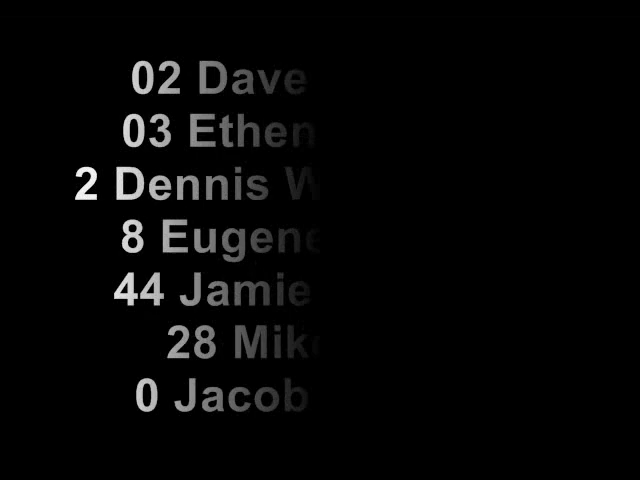 02 Dave
03 Ethen
2 Dennis
8 Eugene
44 Jamie
28 Mike
0 Jacob